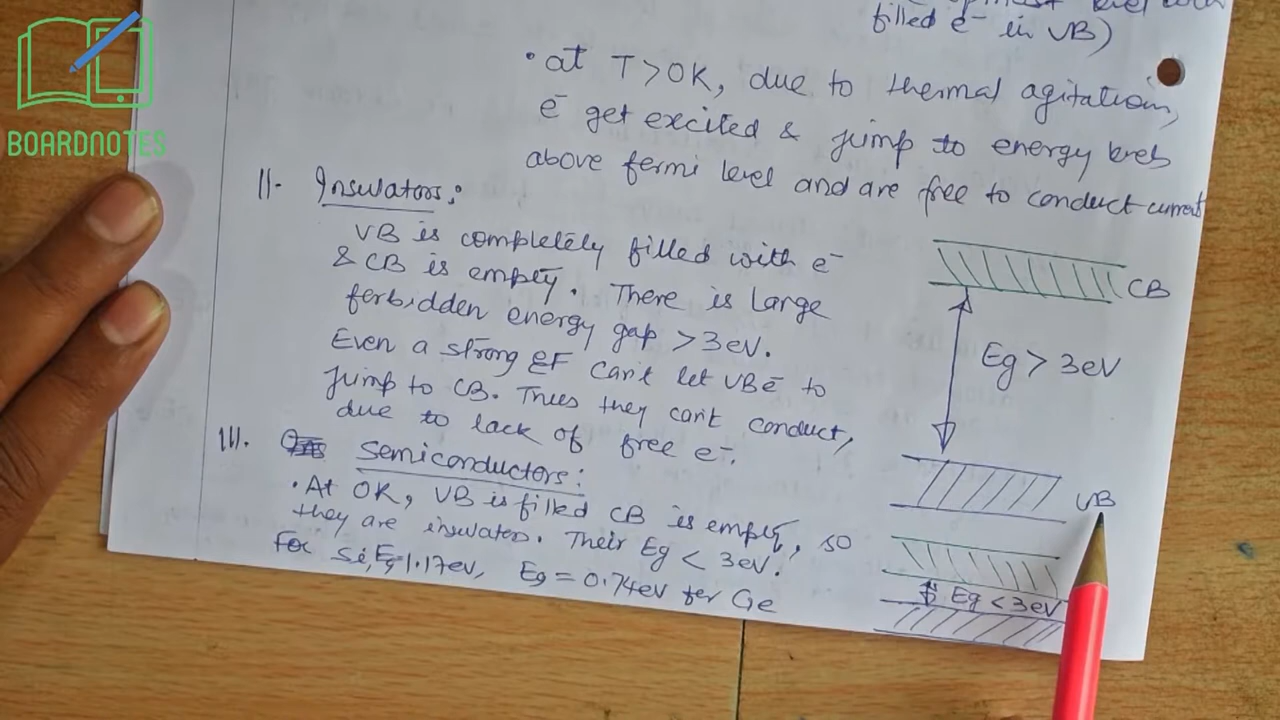 BOARDNOTES
filled e⁻ in VB)
• at T > 0K, due to thermal agitation,
e⁻ get excited & jump to energy levels
above fermi level and are free to conduct current
II. Insulators:
VB is completely filled with e⁻
& CB is empty. There is large
forbidden energy gap > 3eV.
Even a strong EF can't let VB e⁻ to
jump to CB. Thus they can't conduct,
due to lack of free e⁻.
CB
Eg > 3eV
VB
III. Semiconductors:
• At 0K, VB is filled CB is empty, so
they are insulator. Their Eg < 3eV.
For Si, Eg=1.17eV, Eg = 0.74eV for Ge
Eg < 3eV